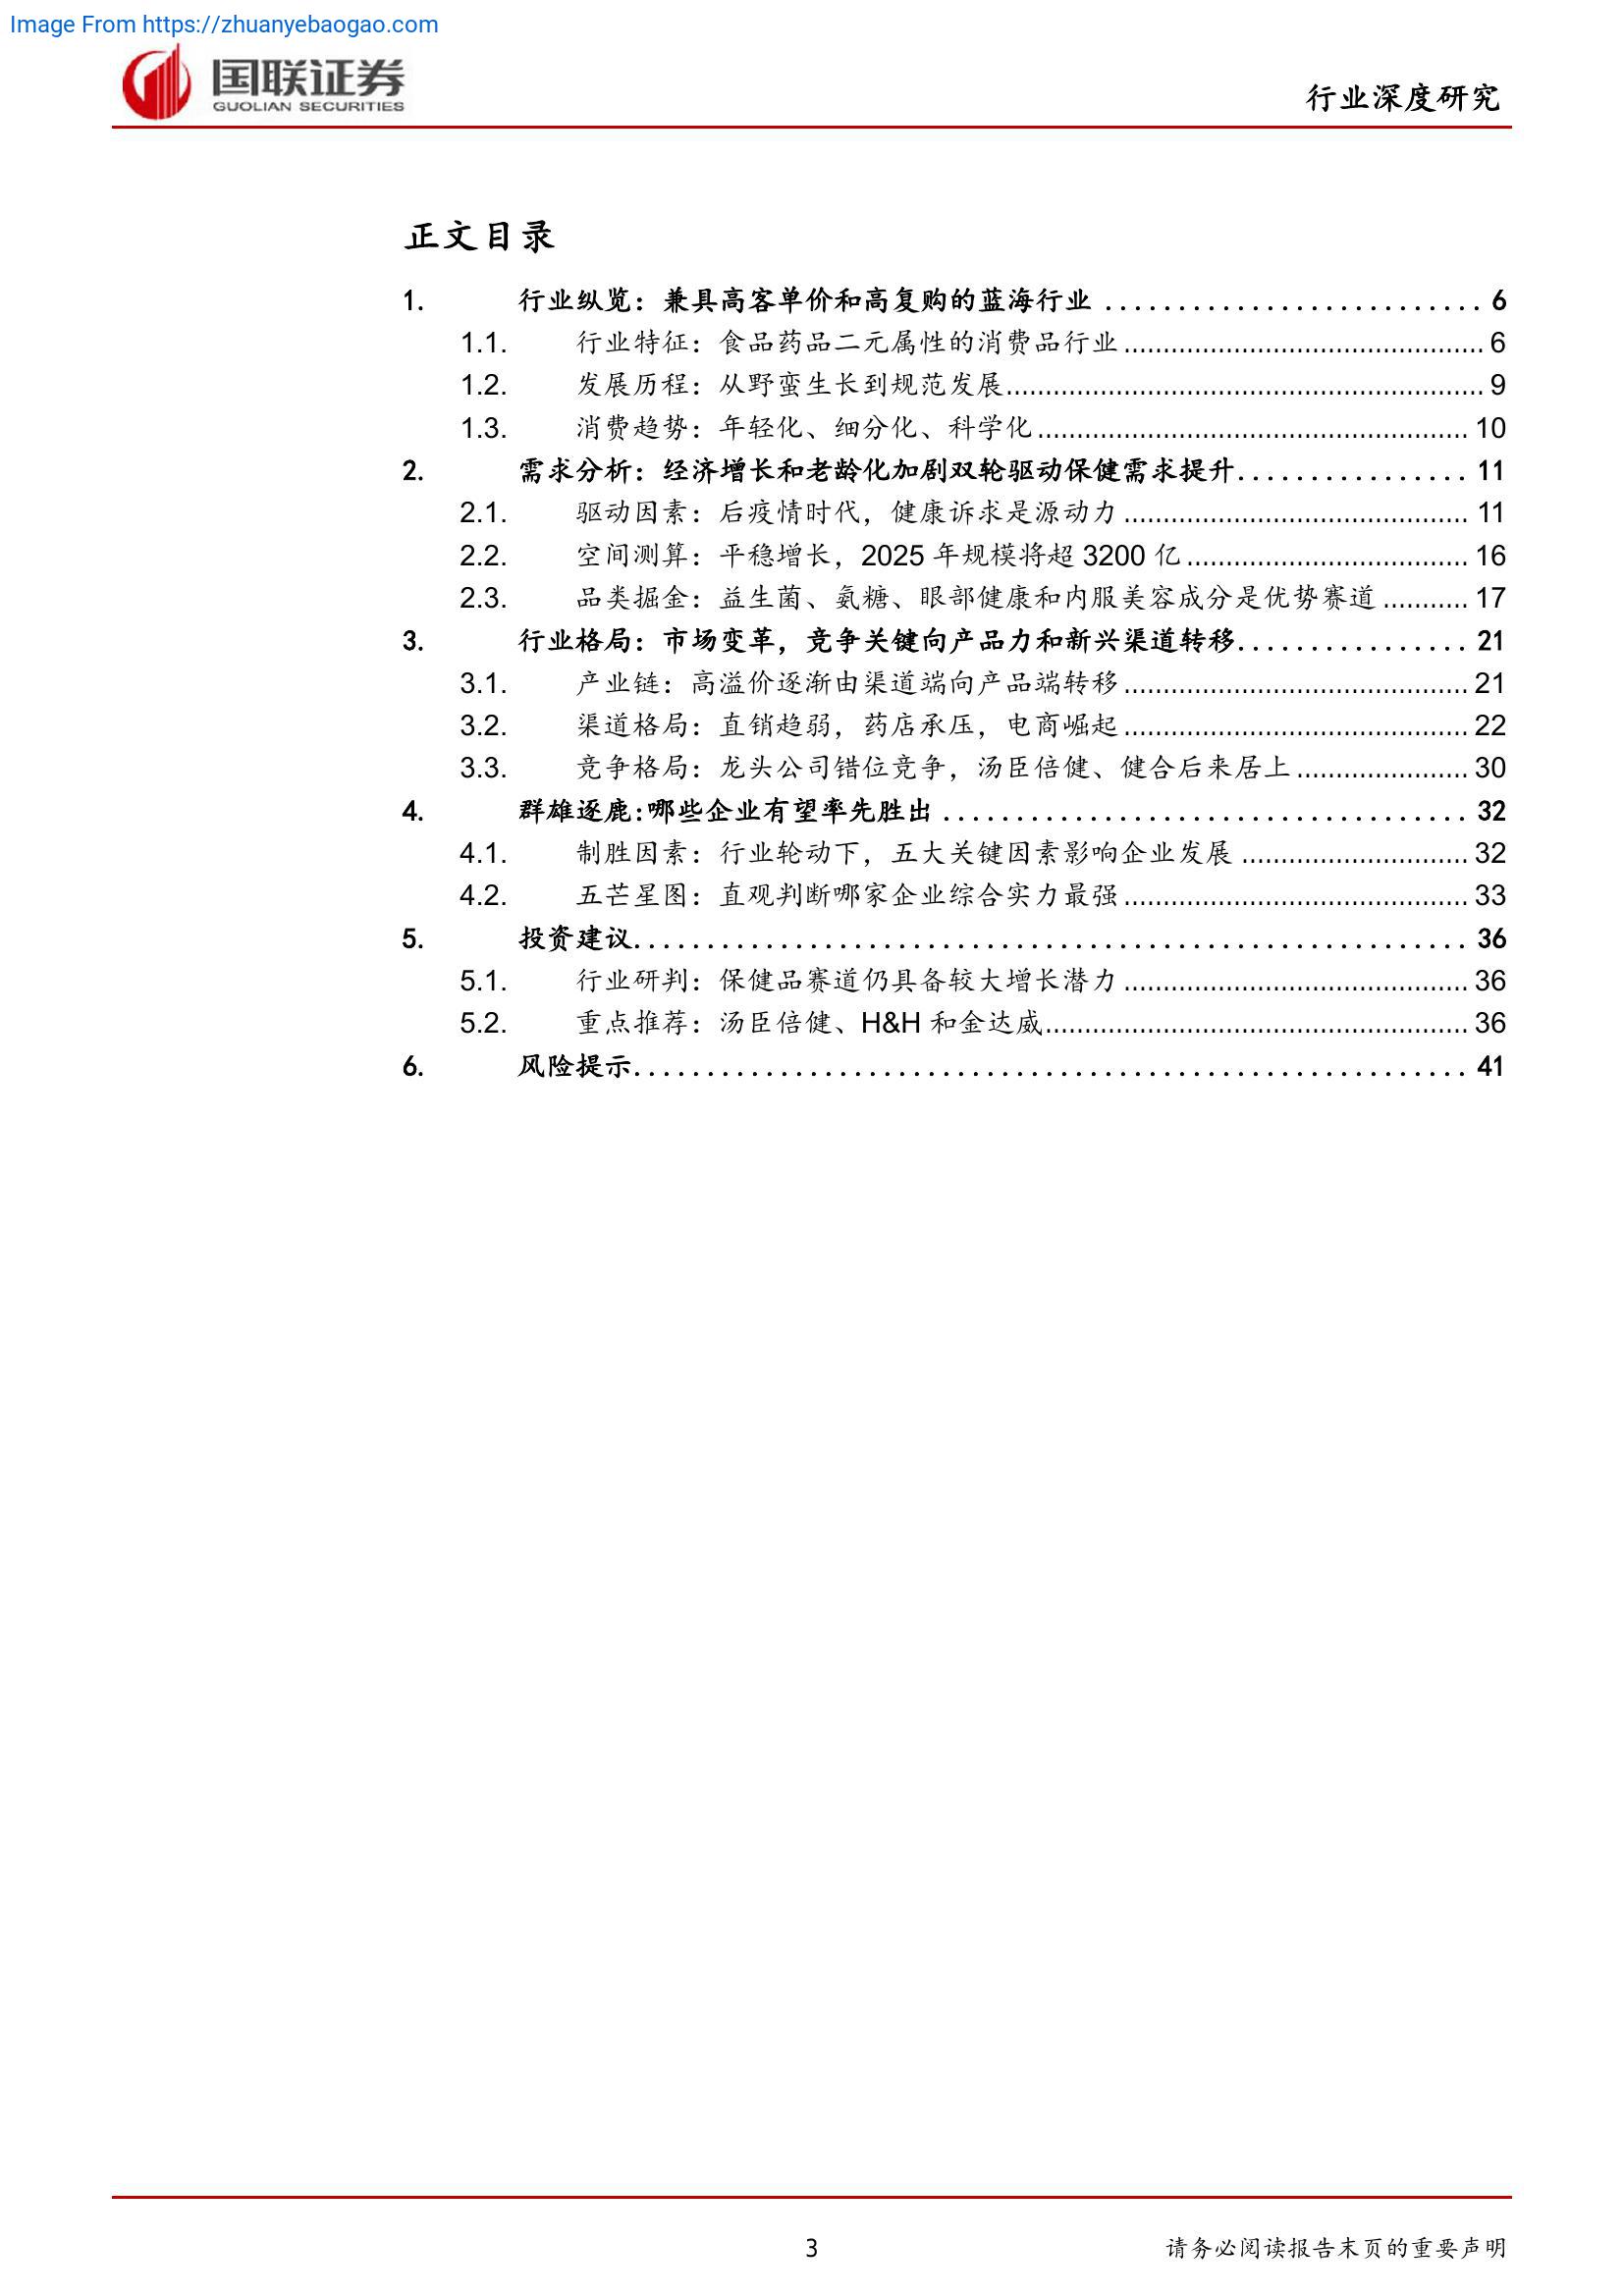 Image From https://zhuanyebaogao.com
国联证券
GUOLIAN SECURITIES
行业深度研究
正文目录
1. 行业纵览：兼具高客单价和高复购的蓝海行业 .......................... 6
1.1. 行业特征：食品药品二元属性的消费品行业 .............................................. 6
1.2. 发展历程：从野蛮生长到规范发展............................................................. 9
1.3. 消费趋势：年轻化、细分化、科学化....................................................... 10
2. 需求分析：经济增长和老龄化加剧双轮驱动保健需求提升................ 11
2.1. 驱动因素：后疫情时代，健康诉求是源动力 ............................................ 11
2.2. 空间测算：平稳增长，2025 年规模将超 3200 亿 .................................... 16
2.3. 品类掘金：益生菌、氨糖、眼部健康和内服美容成分是优势赛道 ........... 17
3. 行业格局：市场变革，竞争关键向产品力和新兴渠道转移................ 21
3.1. 产业链：高溢价逐渐由渠道端向产品端转移 ............................................ 21
3.2. 渠道格局：直销趋弱，药店承压，电商崛起 ............................................ 22
3.3. 竞争格局：龙头公司错位竞争，汤臣倍健、健合后来居上 ...................... 30
4. 群雄逐鹿:哪些企业有望率先胜出 .................................... 32
4.1. 制胜因素：行业轮动下，五大关键因素影响企业发展 ............................. 32
4.2. 五芒星图：直观判断哪家企业综合实力最强 ............................................ 33
5. 投资建议......................................................... 36
5.1. 行业研判：保健品赛道仍具备较大增长潜力 ............................................ 36
5.2. 重点推荐：汤臣倍健、H&H 和金达威...................................................... 36
6. 风险提示......................................................... 41
3
请务必阅读报告末页的重要声明